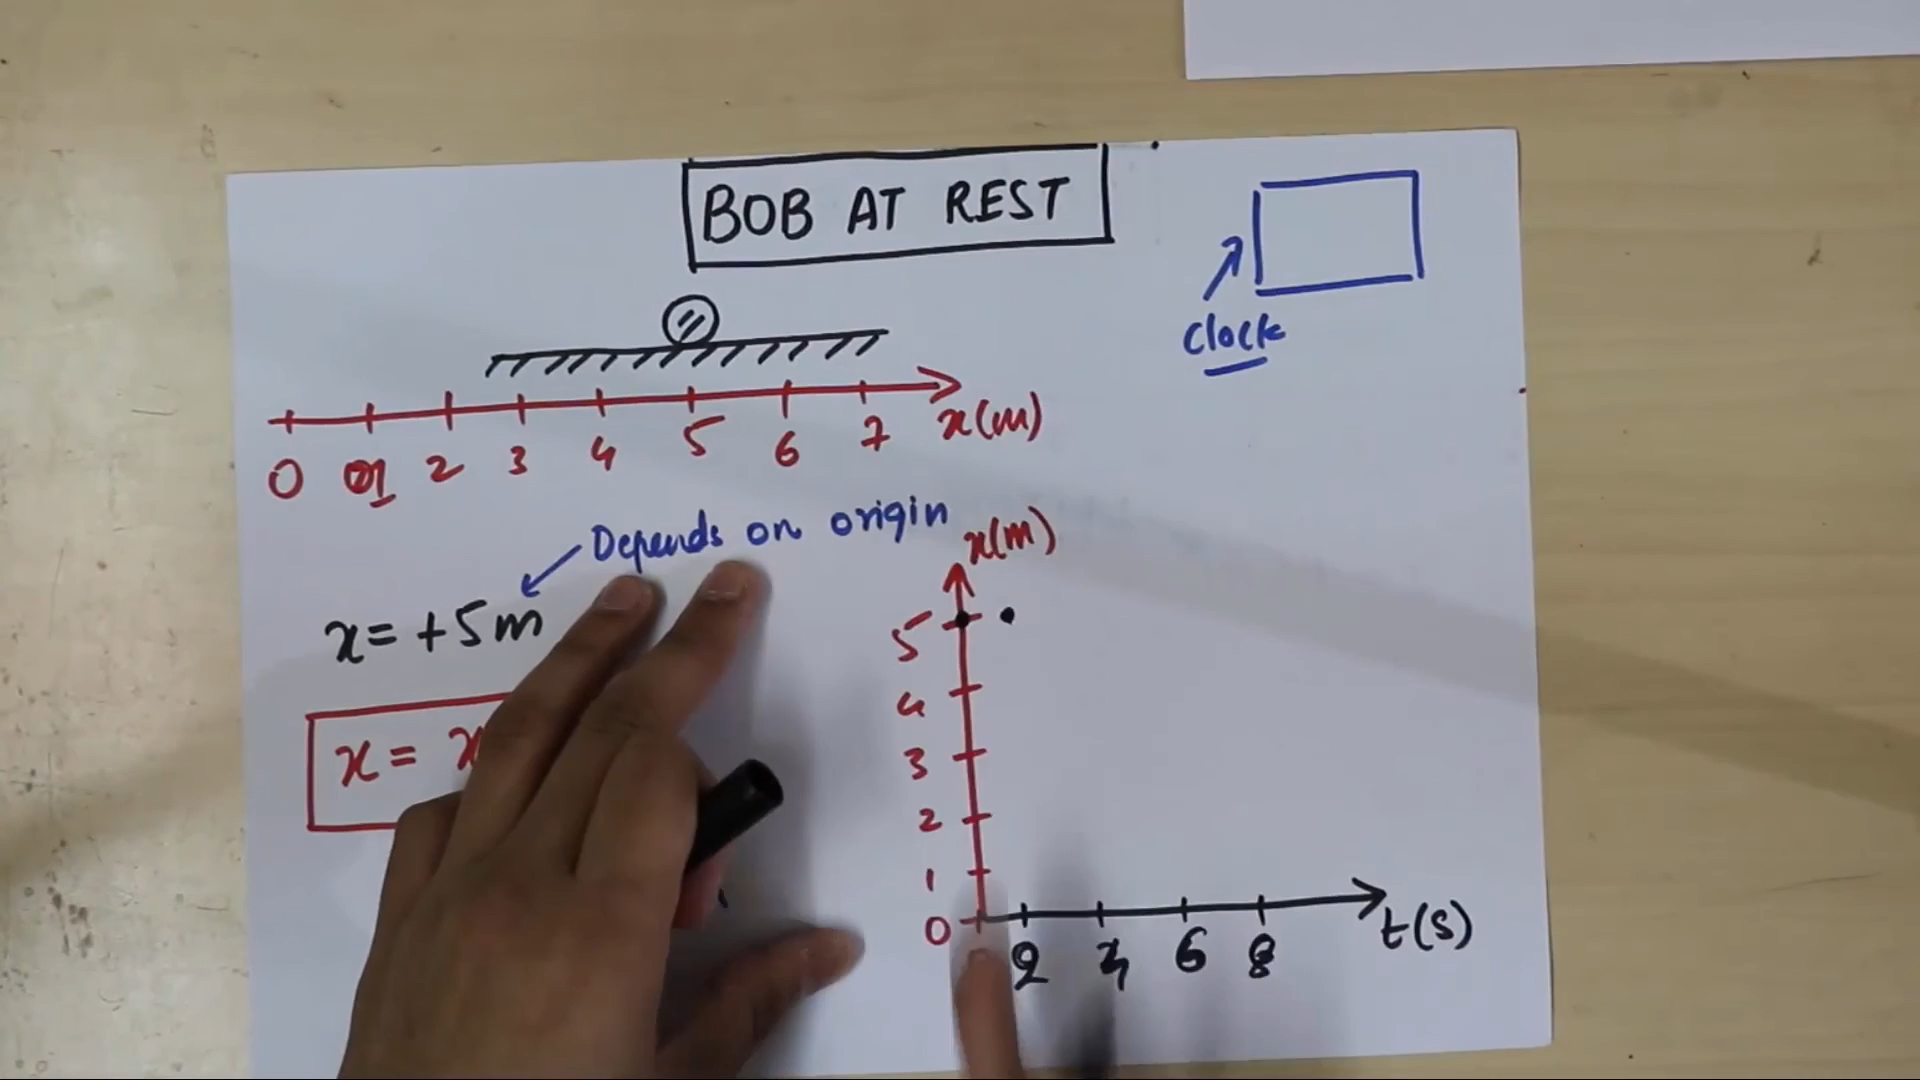 BOB AT REST
clock
x(m)
0 01 2 3 4 5 6 7
Depends on origin
x = +5m
x =
x(m)
5
4
3
2
1
0
2 4 6 8
t(s)